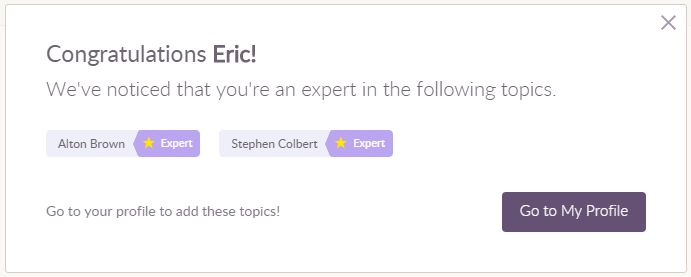 Congratulations Eric!
We've noticed that you're an expert in the following topics.
Alton Brown Expert Stephen Colbert Expert
Go to your profile to add these topics! Go to My Profile